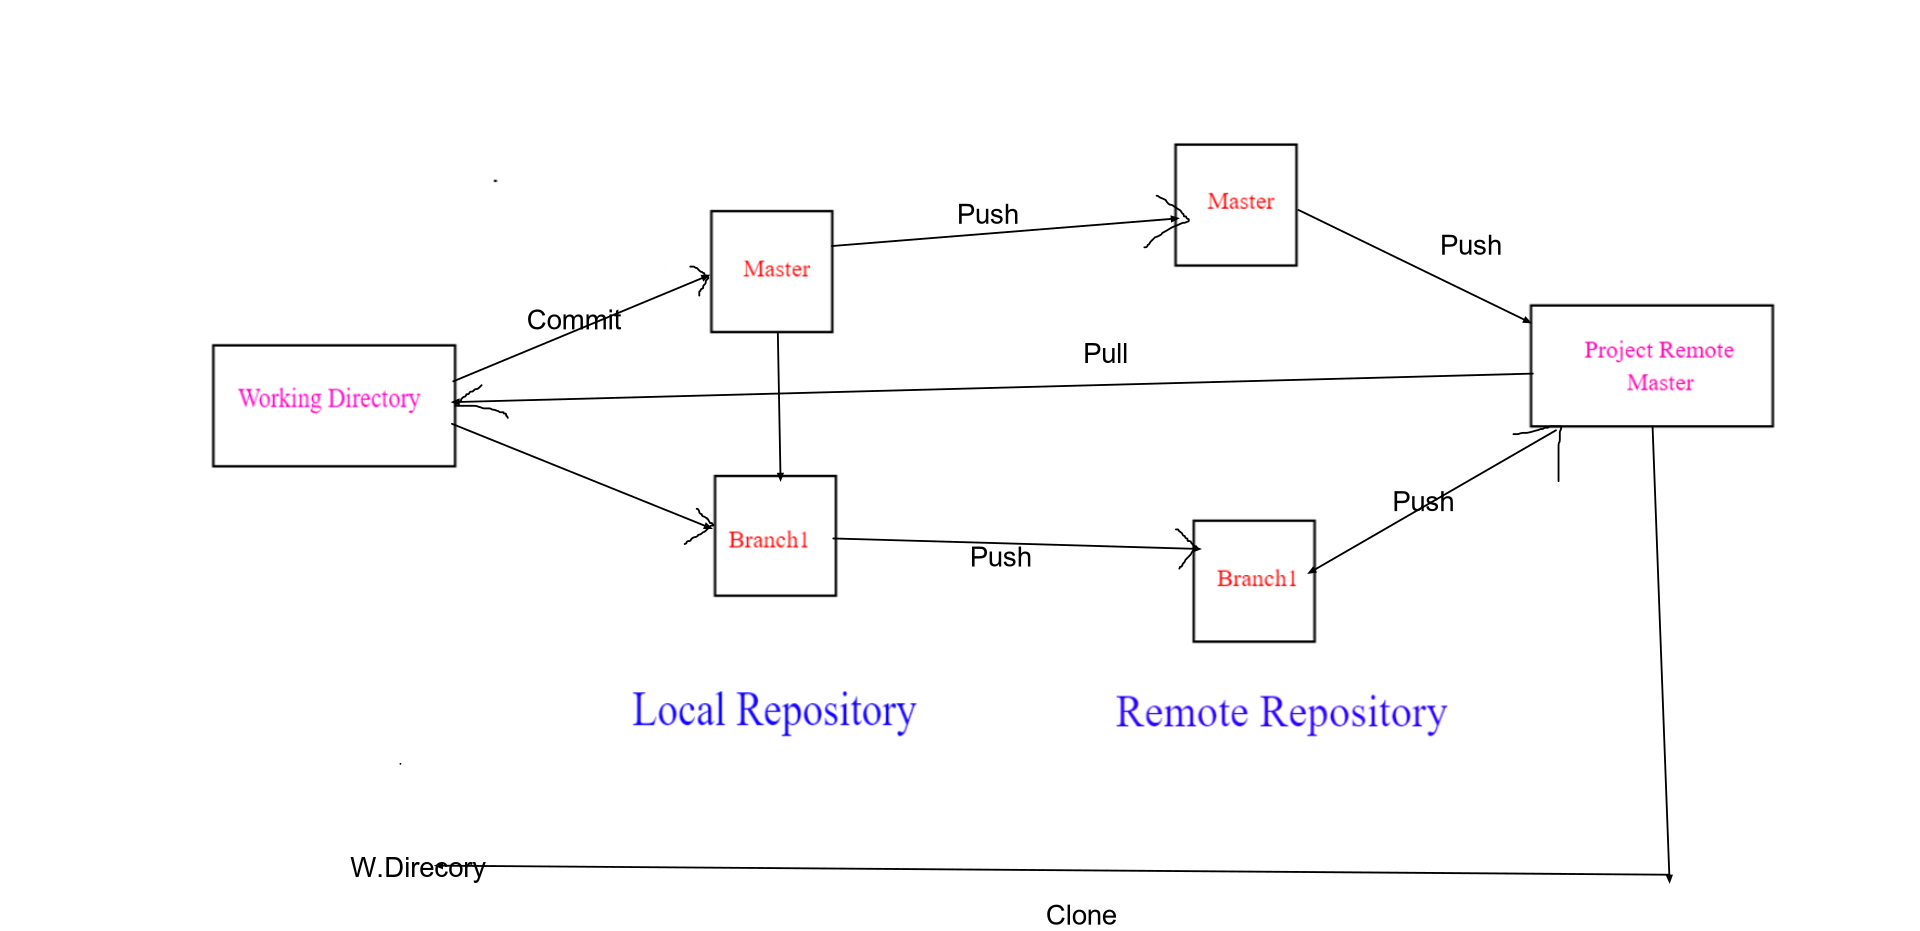 Master
Push
Master
Push
Commit
Pull
Project Remote
Master
Working Directory
Push
Branch1
Push
Branch1
Local Repository
Remote Repository
W.Direcory
Clone